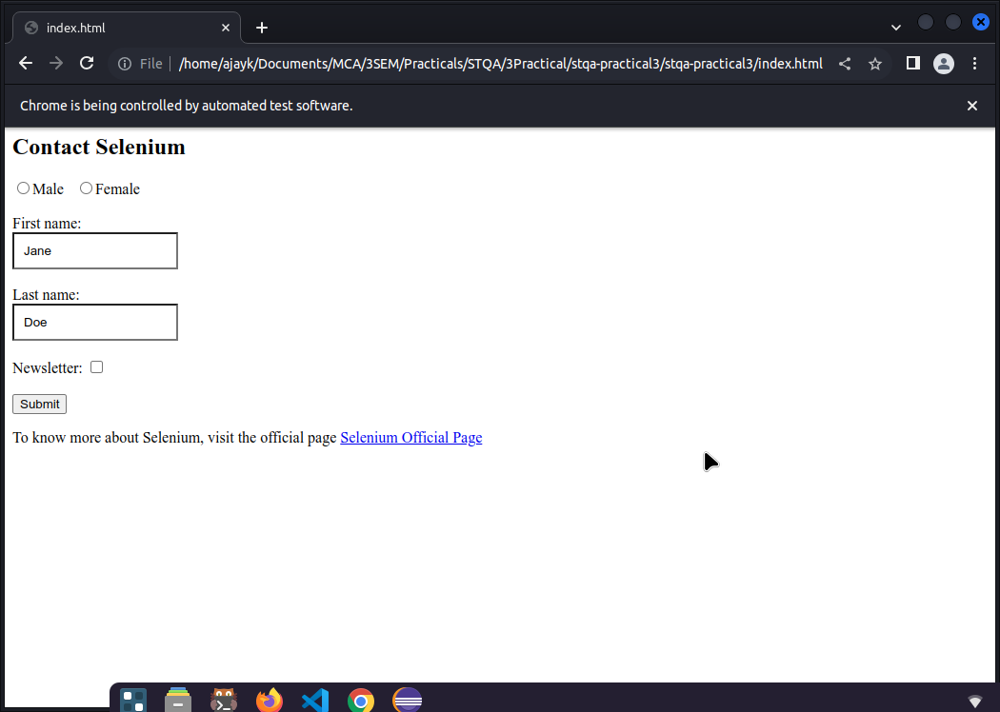 index.html
File | /home/ajayk/Documents/MCA/3SEM/Practicals/STQA/3Practical/stqa-practical3/stqa-practical3/index.html
Chrome is being controlled by automated test software.
Contact Selenium
Male Female
First name:
Jane
Last name:
Doe
Newsletter:
Submit
To know more about Selenium, visit the official page Selenium Official Page